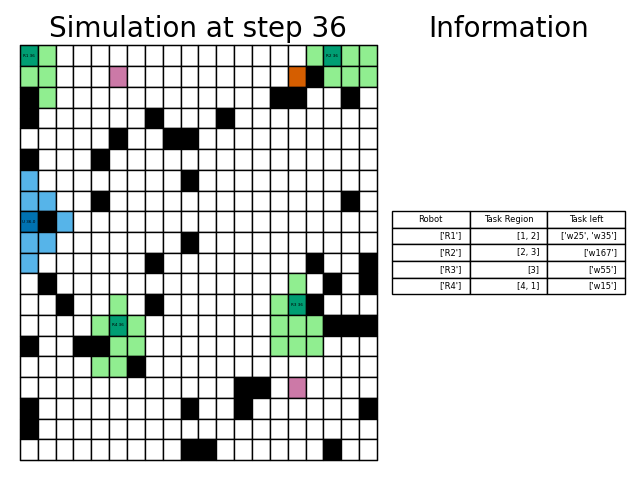 Simulation at step 36
Information
Robot Task Region Task left
['R1'] [1, 2] ['w25', 'w35']
['R2'] [2, 3] ['w167']
['R3'] [3] ['w55']
['R4'] [4, 1] ['w15']